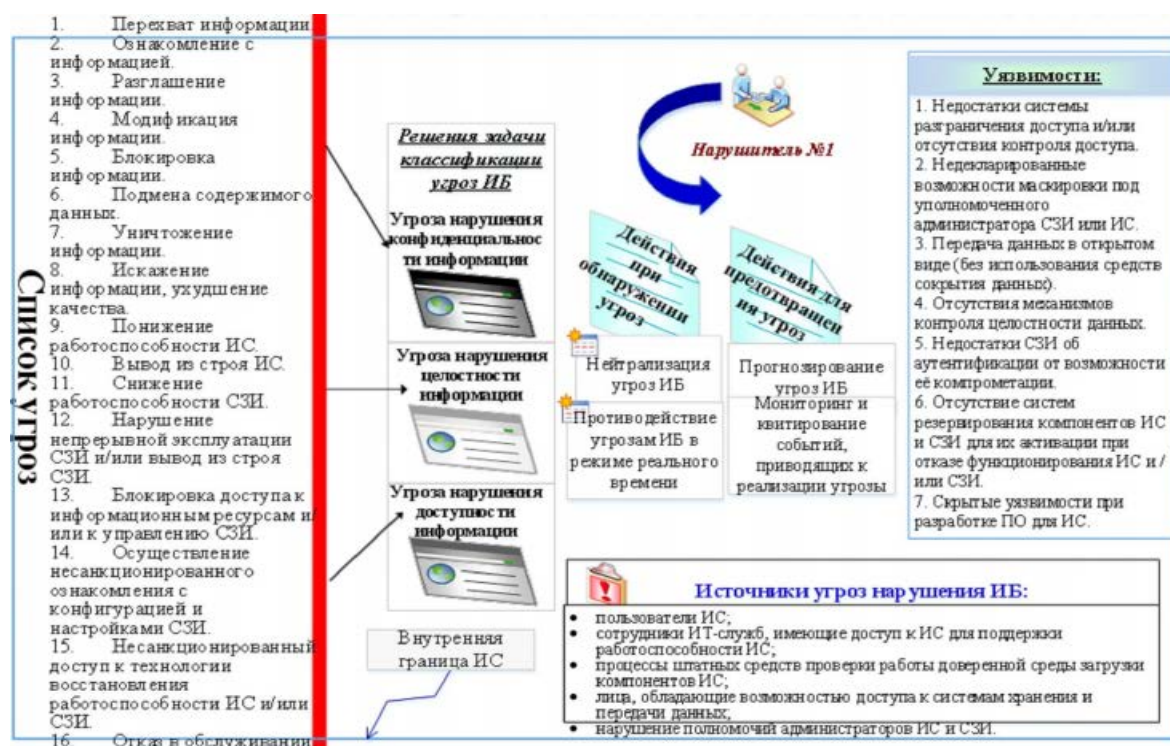 Список угроз
1. Перехват информации.
2. Ознакомление с
информацией.
3. Разглашение
информации.
4. Модификация
информации.
5. Блокировка
информации.
6. Подмена содержимого
данных.
7. Уничтожение
информации.
8. Искажение
информации, ухудшение
качества.
9. Понижение
работоспособности ИС.
10. Вывод из строя ИС.
11. Снижение
работоспособности СЗИ.
12. Нарушение
непрерывной эксплуатации
СЗИ и/или вывод из строя
СЗИ.
13. Блокировка доступа к
информационным ресурсам и/
или к управлению СЗИ.
14. Осуществление
несанкционированного
ознакомления с
конфигурацией и
настройками СЗИ.
15. Несанкционированный
доступ к технологии
восстановления
работоспособности ИС и/или
СЗИ.
16. Отказ в обслуживании
Решения задачи
классификации
угроз ИБ
Угроза нарушения
конфиденциальнос
ти информации
Угроза нарушения
целостности
информации
Угроза нарушения
доступности
информации
Внутренняя
граница ИС
Нарушитель №1
Действия
при
обнаружении
угроз
Действия для
предотвращен
ия угроз
Нейтрализация
угроз ИБ
Противодействие
угрозам ИБ в
режиме реального
времени
Прогнозирование
угроз ИБ
Мониторинг и
квитирование
событий,
приводящих к
реализации угрозы
Уязвимости:
1. Недостатки системы
разграничения доступа и/или
отсутствия контроля доступа.
2. Недекларированные
возможности маскировки под
уполномоченного
администратора СЗИ или ИС.
3. Передача данных в открытом
виде (без использования средств
сокрытия данных).
4. Отсутствия механизмов
контроля целостности данных.
5. Недостатки СЗИ об
аутентификации от возможности
её компрометации.
6. Отсутствие систем
резервирования компонентов ИС
и СЗИ для их активации при
отказе функционирования ИС и /
или СЗИ.
7. Скрытые уязвимости при
разработке ПО для ИС.
Источники угроз нарушения ИБ:
• пользователи ИС;
• сотрудники ИТ-служб, имеющие доступ к ИС для поддержки
работоспособности ИС;
• процессы штатных средств проверки работы доверенной среды загрузки
компонентов ИС;
• лица, обладающие возможностью доступа к системам хранения и
передачи данных;
• нарушение полномочий администраторов ИС и СЗИ.